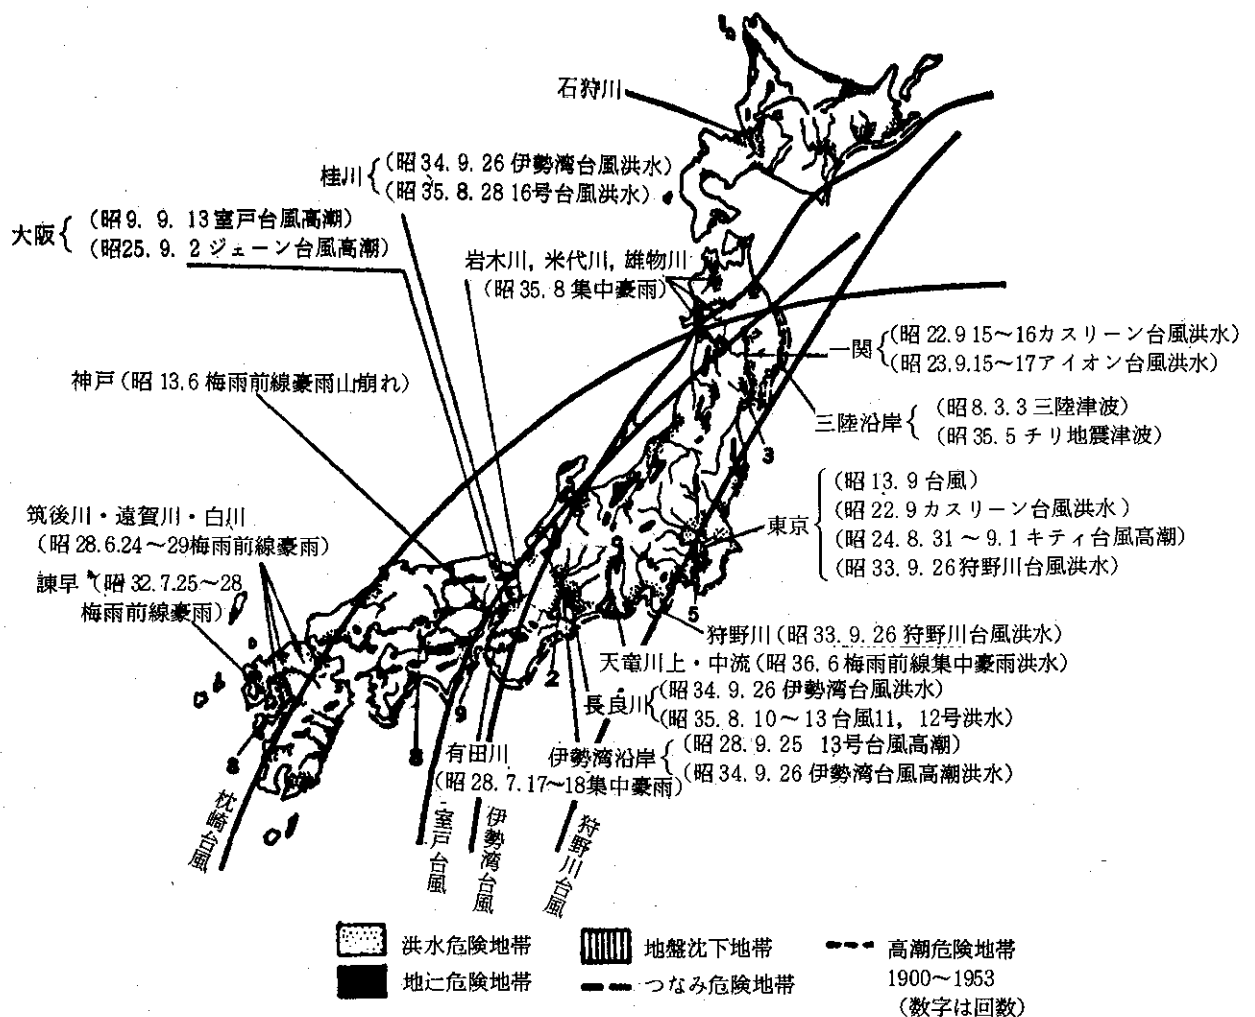 石狩川
桂川
(昭34.9.26 伊勢湾台風洪水)
(昭35.8.28 16号台風洪水)
大阪
(昭9.9.13 室戸台風高潮)
(昭25.9.2 ジェーン台風高潮)
岩木川, 米代川, 雄物川
(昭35.8 集中豪雨)
一関
(昭22.9 15~16カスリーン台風洪水)
(昭23.9.15~17アイオン台風洪水)
神戸(昭13.6 梅雨前線豪雨山崩れ)
三陸沿岸
(昭8.3.3 三陸津波)
(昭35.5 チリ地震津波)
3
東京
(昭13.9 台風)
(昭22.9 カスリーン台風洪水)
(昭24.8.31~9.1 キティ台風高潮)
(昭33.9.26狩野川台風洪水)
筑後川・遠賀川・白川
(昭28.6.24~29梅雨前線豪雨)
諫早(昭32.7.25~28
梅雨前線豪雨)
5
狩野川(昭33.9.26 狩野川台風洪水)
天竜川上・中流(昭36.6梅雨前線集中豪雨洪水)
2
長良川
(昭34.9.26 伊勢湾台風洪水)
(昭35.8.10~13台風11, 12号洪水)
9
8
8
有田川
(昭28.7.17~18集中豪雨)
伊勢湾沿岸
(昭28.9.25 13号台風高潮)
(昭34.9.26 伊勢湾台風高潮洪水)
枕崎台風
室戸台風
伊勢湾台風
狩野川台風
洪水危険地帯
地盤沈下地帯
高潮危険地帯
地辷危険地帯
つなみ危険地帯
1900~1953
(数字は回数)